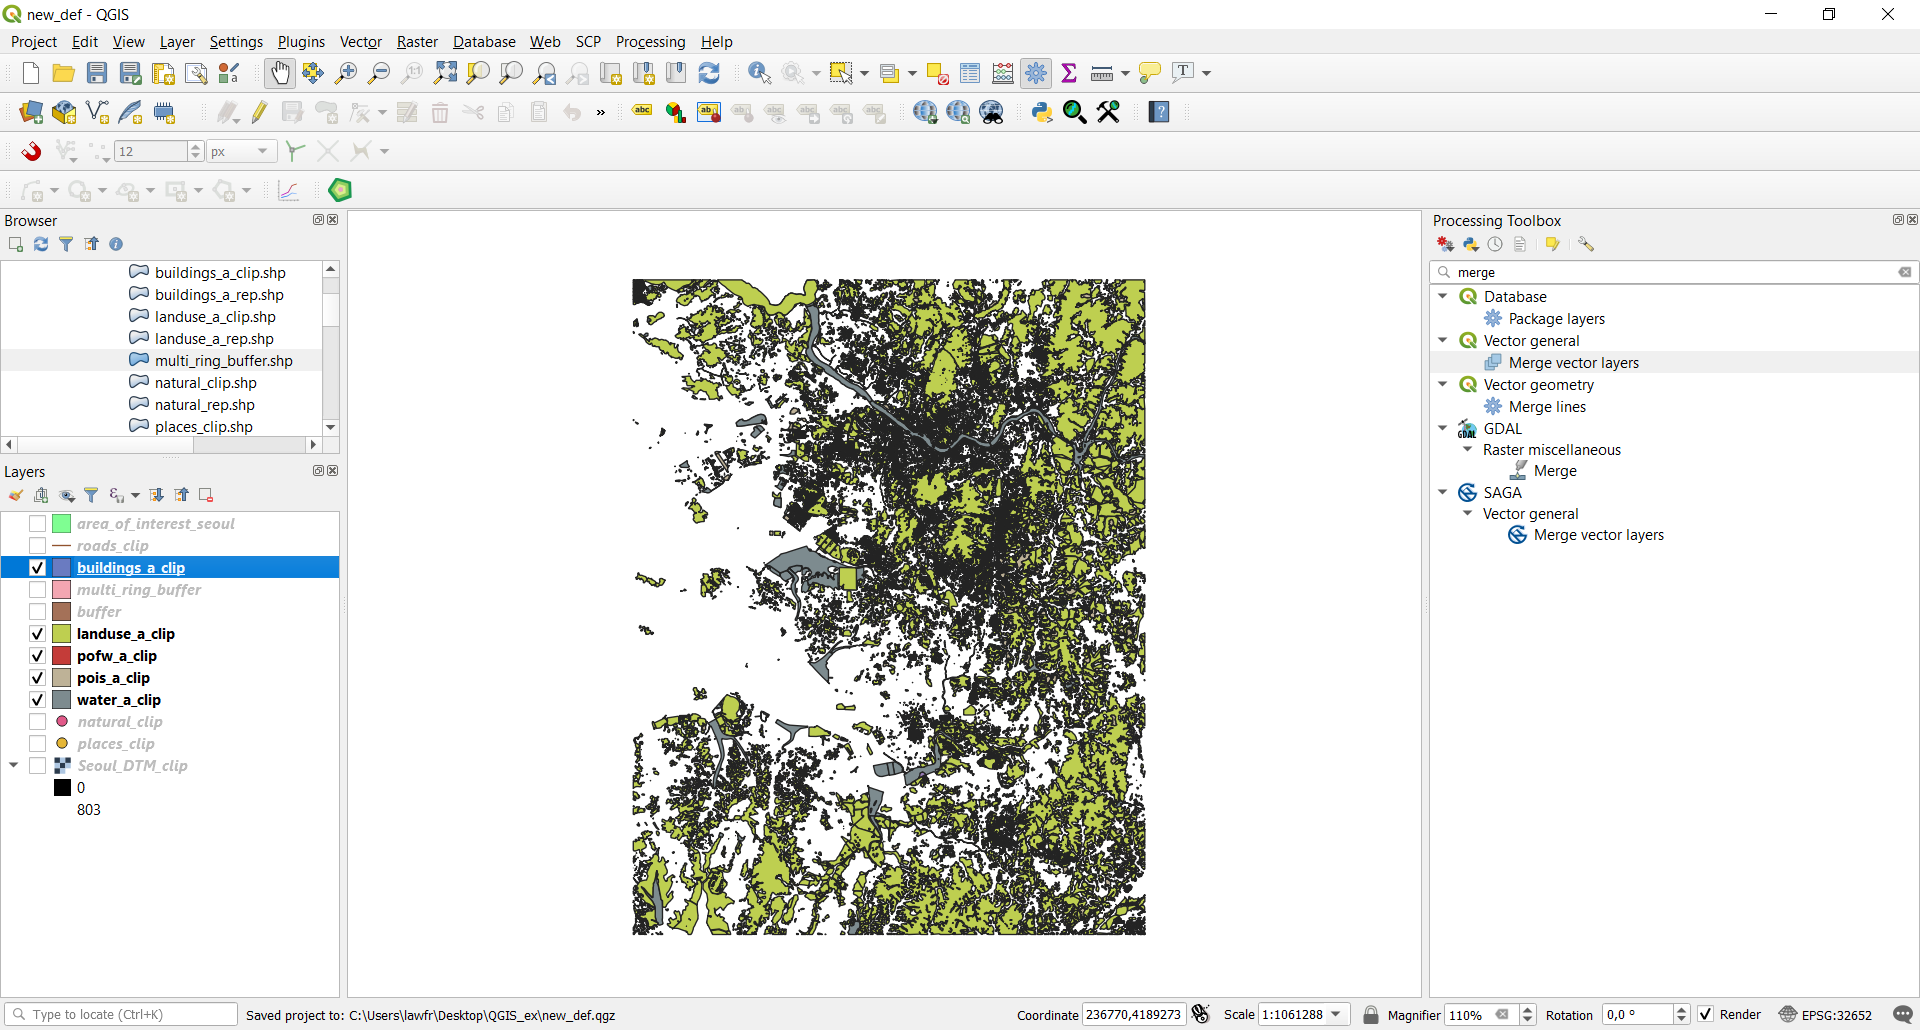 new_def - QGIS
Project Edit View Layer Settings Plugins Vector Raster Database Web SCP Processing Help
12 px
Browser
buildings_a_clip.shp
buildings_a_rep.shp
landuse_a_clip.shp
landuse_a_rep.shp
multi_ring_buffer.shp
natural_clip.shp
natural_rep.shp
places_clip.shp
Layers
area_of_interest_seoul
roads_clip
buildings_a_clip
multi_ring_buffer
buffer
landuse_a_clip
pofw_a_clip
pois_a_clip
water_a_clip
natural_clip
places_clip
Seoul_DTM_clip
0
803
Processing Toolbox
merge
Database
Package layers
Vector general
Merge vector layers
Vector geometry
Merge lines
GDAL
Raster miscellaneous
Merge
SAGA
Vector general
Merge vector layers
Type to locate (Ctrl+K) Saved project to: C:\Users\lawfr\Desktop\QGIS_ex\new_def.qgz Coordinate 236770,4189273 Scale 1:1061288 Magnifier 110% Rotation 0,0 ° Render EPSG:32652